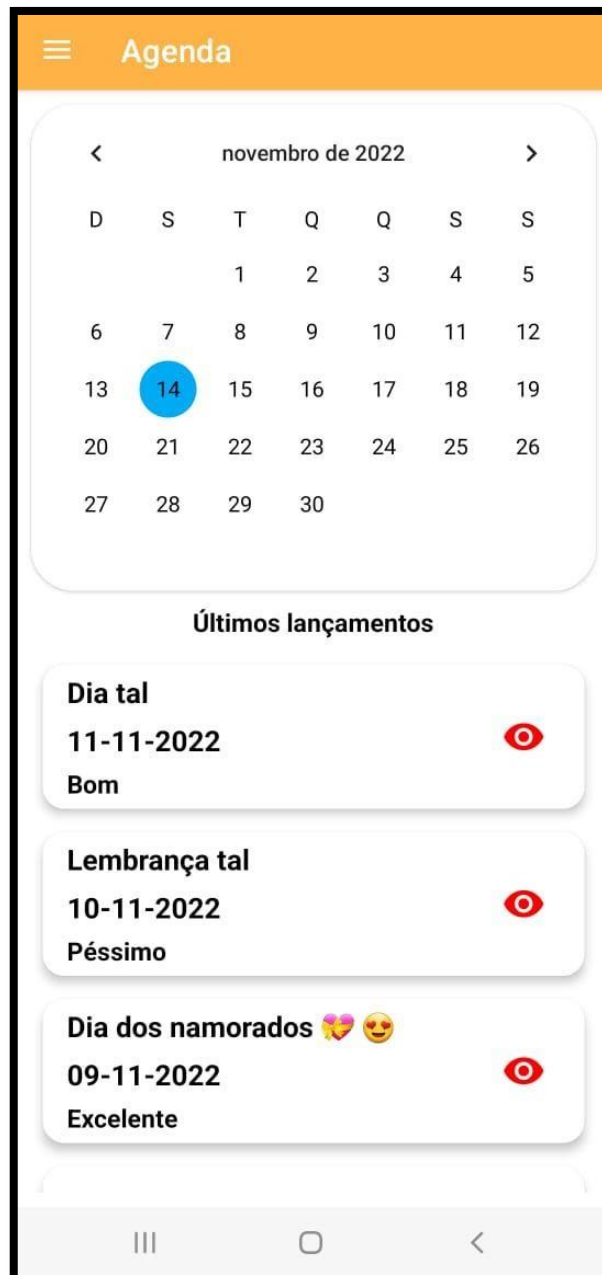 Agenda
novembro de 2022
D S T Q Q S S
1 2 3 4 5
6 7 8 9 10 11 12
13 14 15 16 17 18 19
20 21 22 23 24 25 26
27 28 29 30
Últimos lançamentos
Dia tal
11-11-2022
Bom
Lembrança tal
10-11-2022
Péssimo
Dia dos namorados 💝 😍
09-11-2022
Excelente